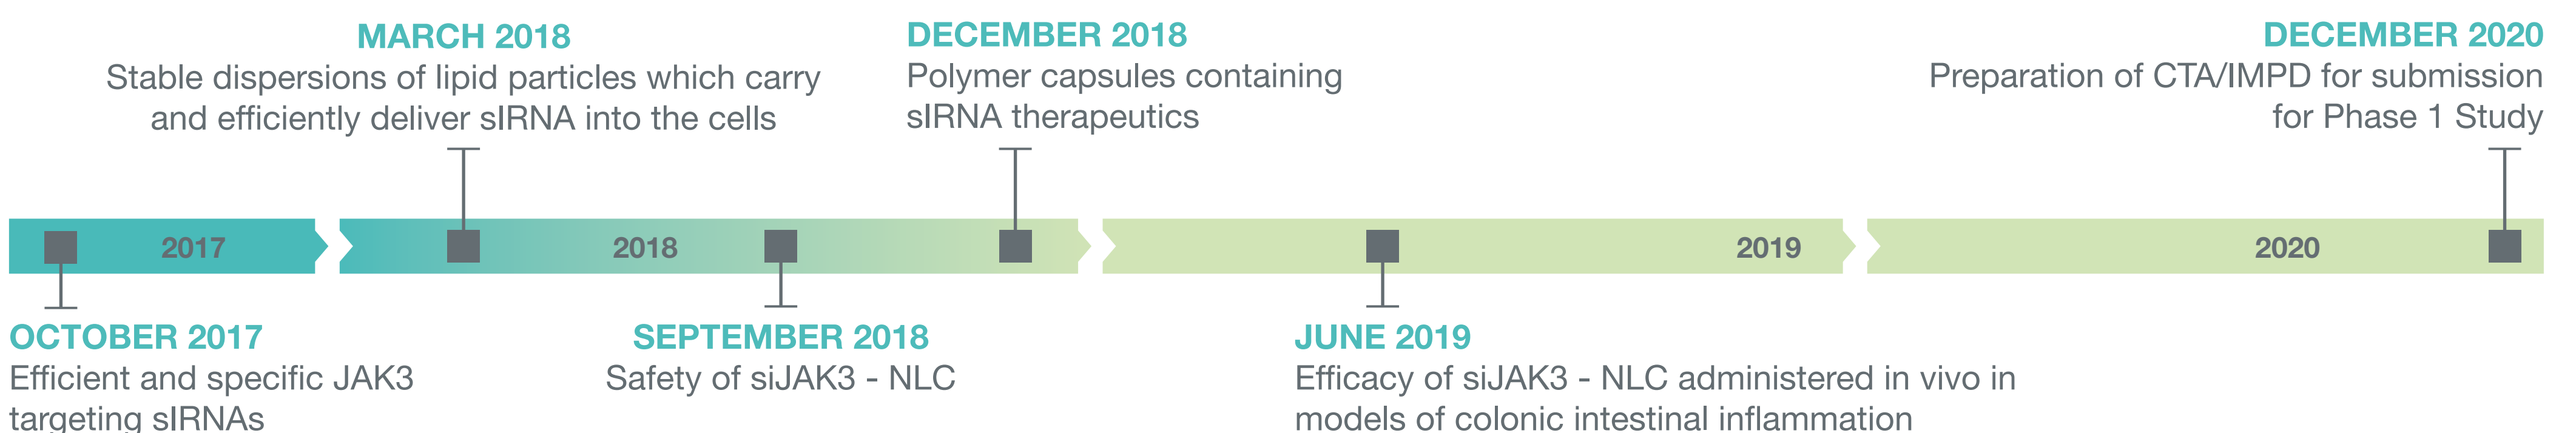 MARCH 2018
Stable dispersions of lipid particles which carry
and efficiently deliver sIRNA into the cells
DECEMBER 2018
Polymer capsules containing
sIRNA therapeutics
DECEMBER 2020
Preparation of CTA/IMPD for submission
for Phase 1 Study
2017
2018
2019
2020
OCTOBER 2017
Efficient and specific JAK3
targeting sIRNAs
SEPTEMBER 2018
Safety of siJAK3 - NLC
JUNE 2019
Efficacy of siJAK3 - NLC administered in vivo in
models of colonic intestinal inflammation